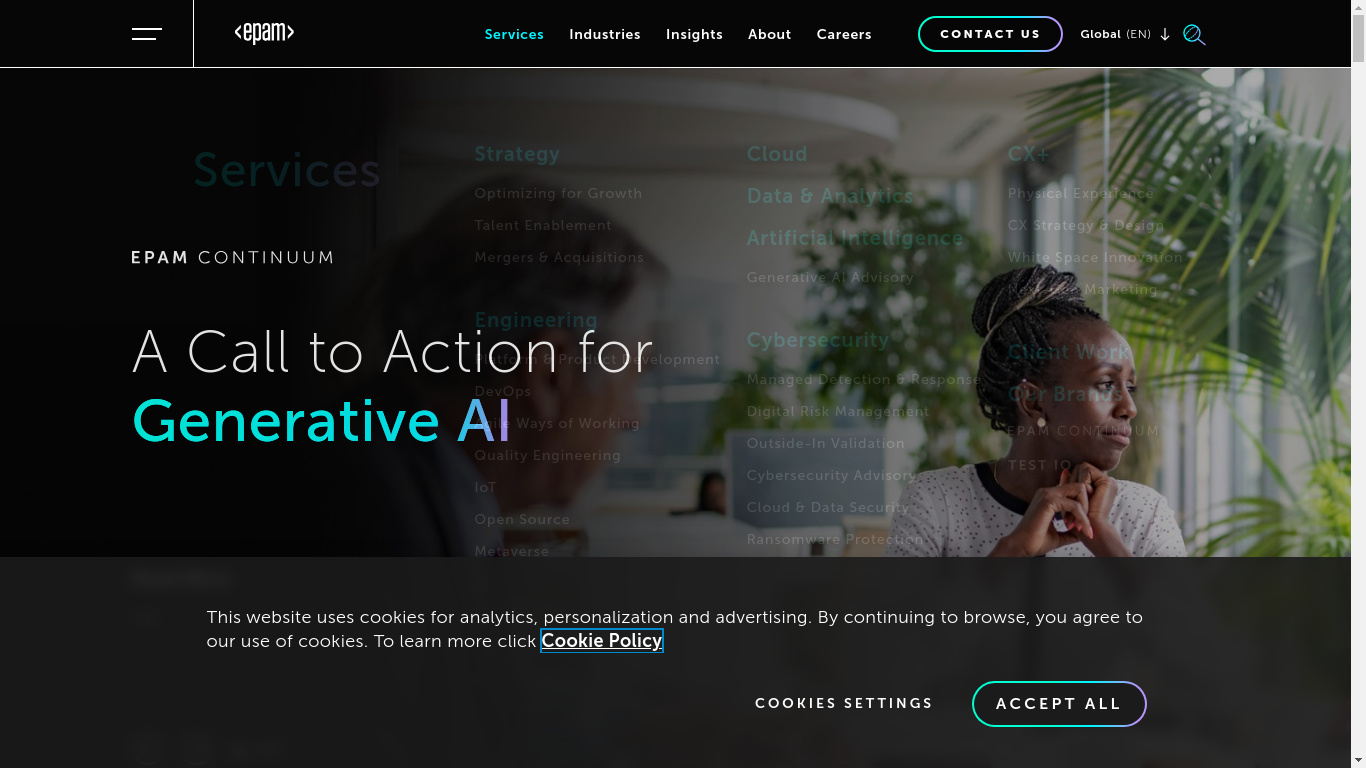 <epam>
Services Industries Insights About Careers
CONTACT US
Global (EN)
Services
Strategy
Optimizing for Growth
Talent Enablement
Mergers & Acquisitions
Engineering
Platform & Product Development
DevOps
Agile Ways of Working
Quality Engineering
IoT
Open Source
Metaverse
Cloud
Data & Analytics
Artificial Intelligence
Generative AI Advisory
Cybersecurity
Managed Detection & Response
Digital Risk Management
Outside-In Validation
Cybersecurity Advisory
Cloud & Data Security
Ransomware Protection
CX+
Physical Experience
CX Strategy & Design
White Space Innovation
Marketing
Client Work
Our Brands
EPAM CONTINUUM
TEST IO
EPAM CONTINUUM
A Call to Action for
Generative AI
This website uses cookies for analytics, personalization and advertising. By continuing to browse, you agree to
our use of cookies. To learn more click Cookie Policy
COOKIES SETTINGS
ACCEPT ALL